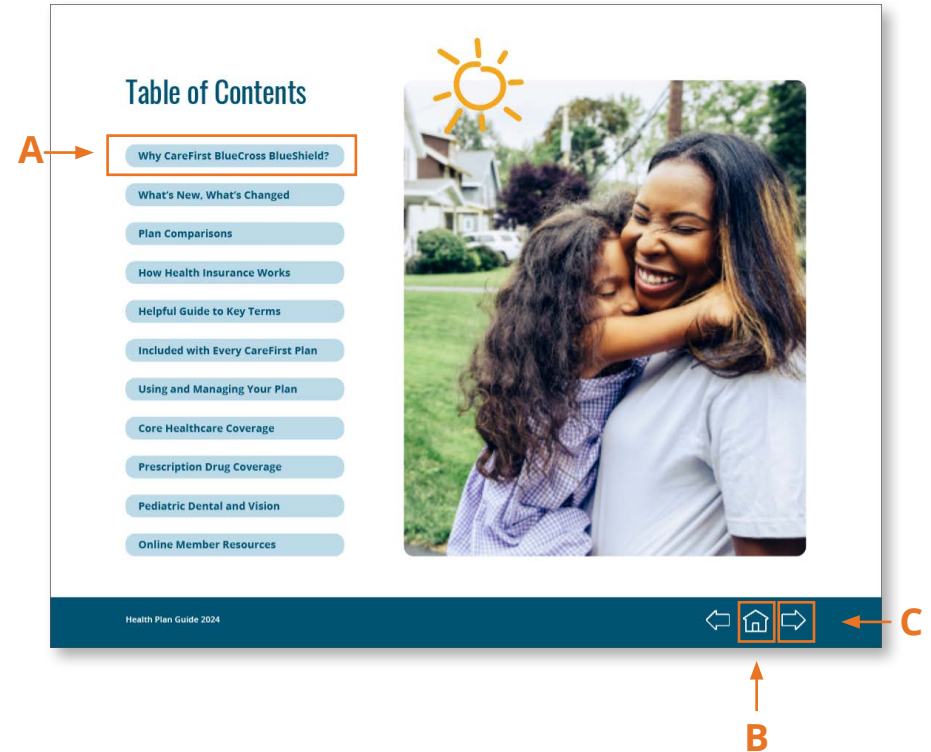 Table of Contents
A
Why CareFirst BlueCross BlueShield?
What's New, What's Changed
Plan Comparisons
How Health Insurance Works
Helpful Guide to Key Terms
Included with Every CareFirst Plan
Using and Managing Your Plan
Core Healthcare Coverage
Prescription Drug Coverage
Pediatric Dental and Vision
Online Member Resources
Health Plan Guide 2024
C
B